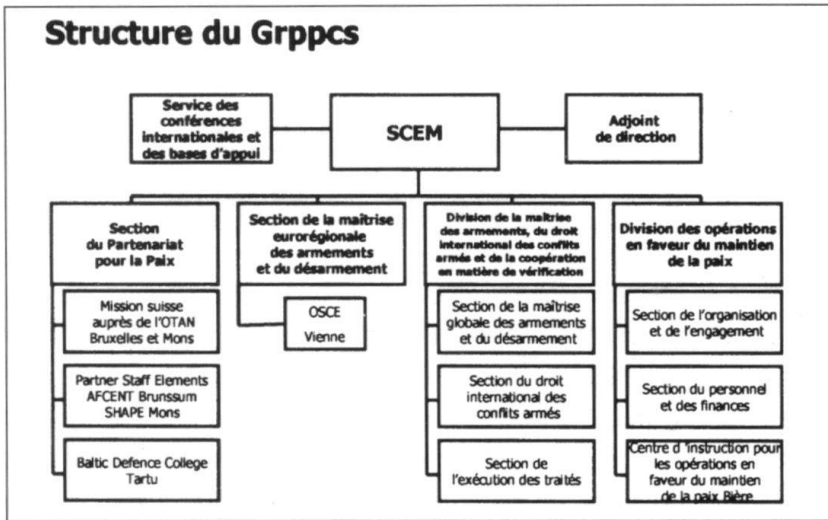 Structure du Grppcs
Service des
conférences
internationales et
des bases d'appui
SCEM
Adjoint
de direction
Section
du Partenariat
pour la Paix
Section de la maîtrise
eurorégionale
des armements
et du désarmement
Division de la maîtrise
des armements, du droit
international des conflits
armés et de la coopération
en matière de vérification
Division des opérations
en faveur du maintien
de la paix
Mission suisse
auprès de l'OTAN
Bruxelles et Mons
Partner Staff Elements
AFCENT Brunssum
SHAPE Mons
Baltic Defence College
Tartu
OSCE
Vienne
Section de la maîtrise
globale des armements
et du désarmement
Section du droit
international des
conflits armés
Section de
l'exécution des traités
Section de l'organisation
et de l'engagement
Section du personnel
et des finances
Centre d 'instruction pour
les opérations en
faveur du maintien
de la paix Bière